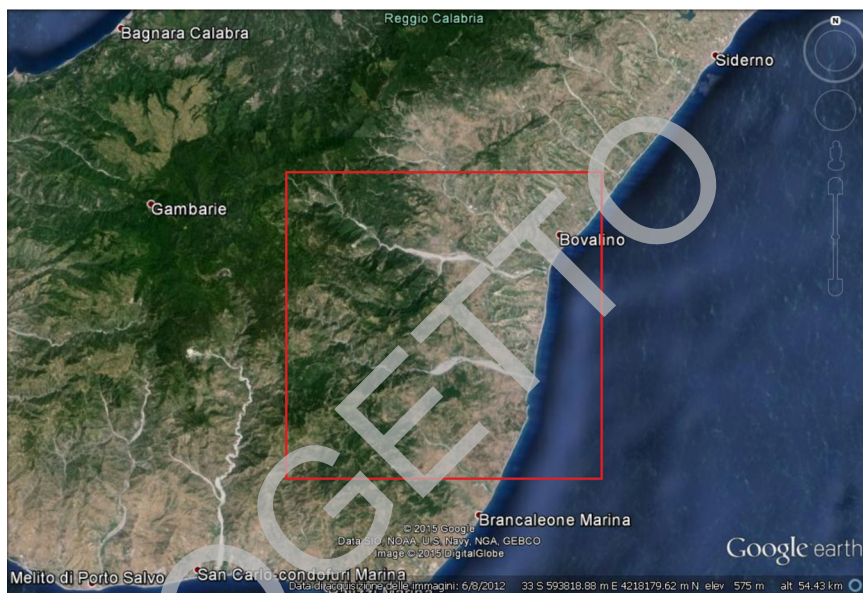 Reggio Calabria
Bagnara Calabra
N
Siderno
Gambarie
Bovalino
OGETTO
Brancaleone Marina
© 2015 Google
Data SIO, NOAA, U.S. Navy, NGA, GEBCO
Image © 2015 DigitalGlobe
Google earth
Melito di Porto Salvo
San Carlo-condofuri Marina
Data di acquisizione delle immagini: 6/8/2012 33 S 593818.88 m E 4218179.62 m N elev 575 m alt 54.43 km